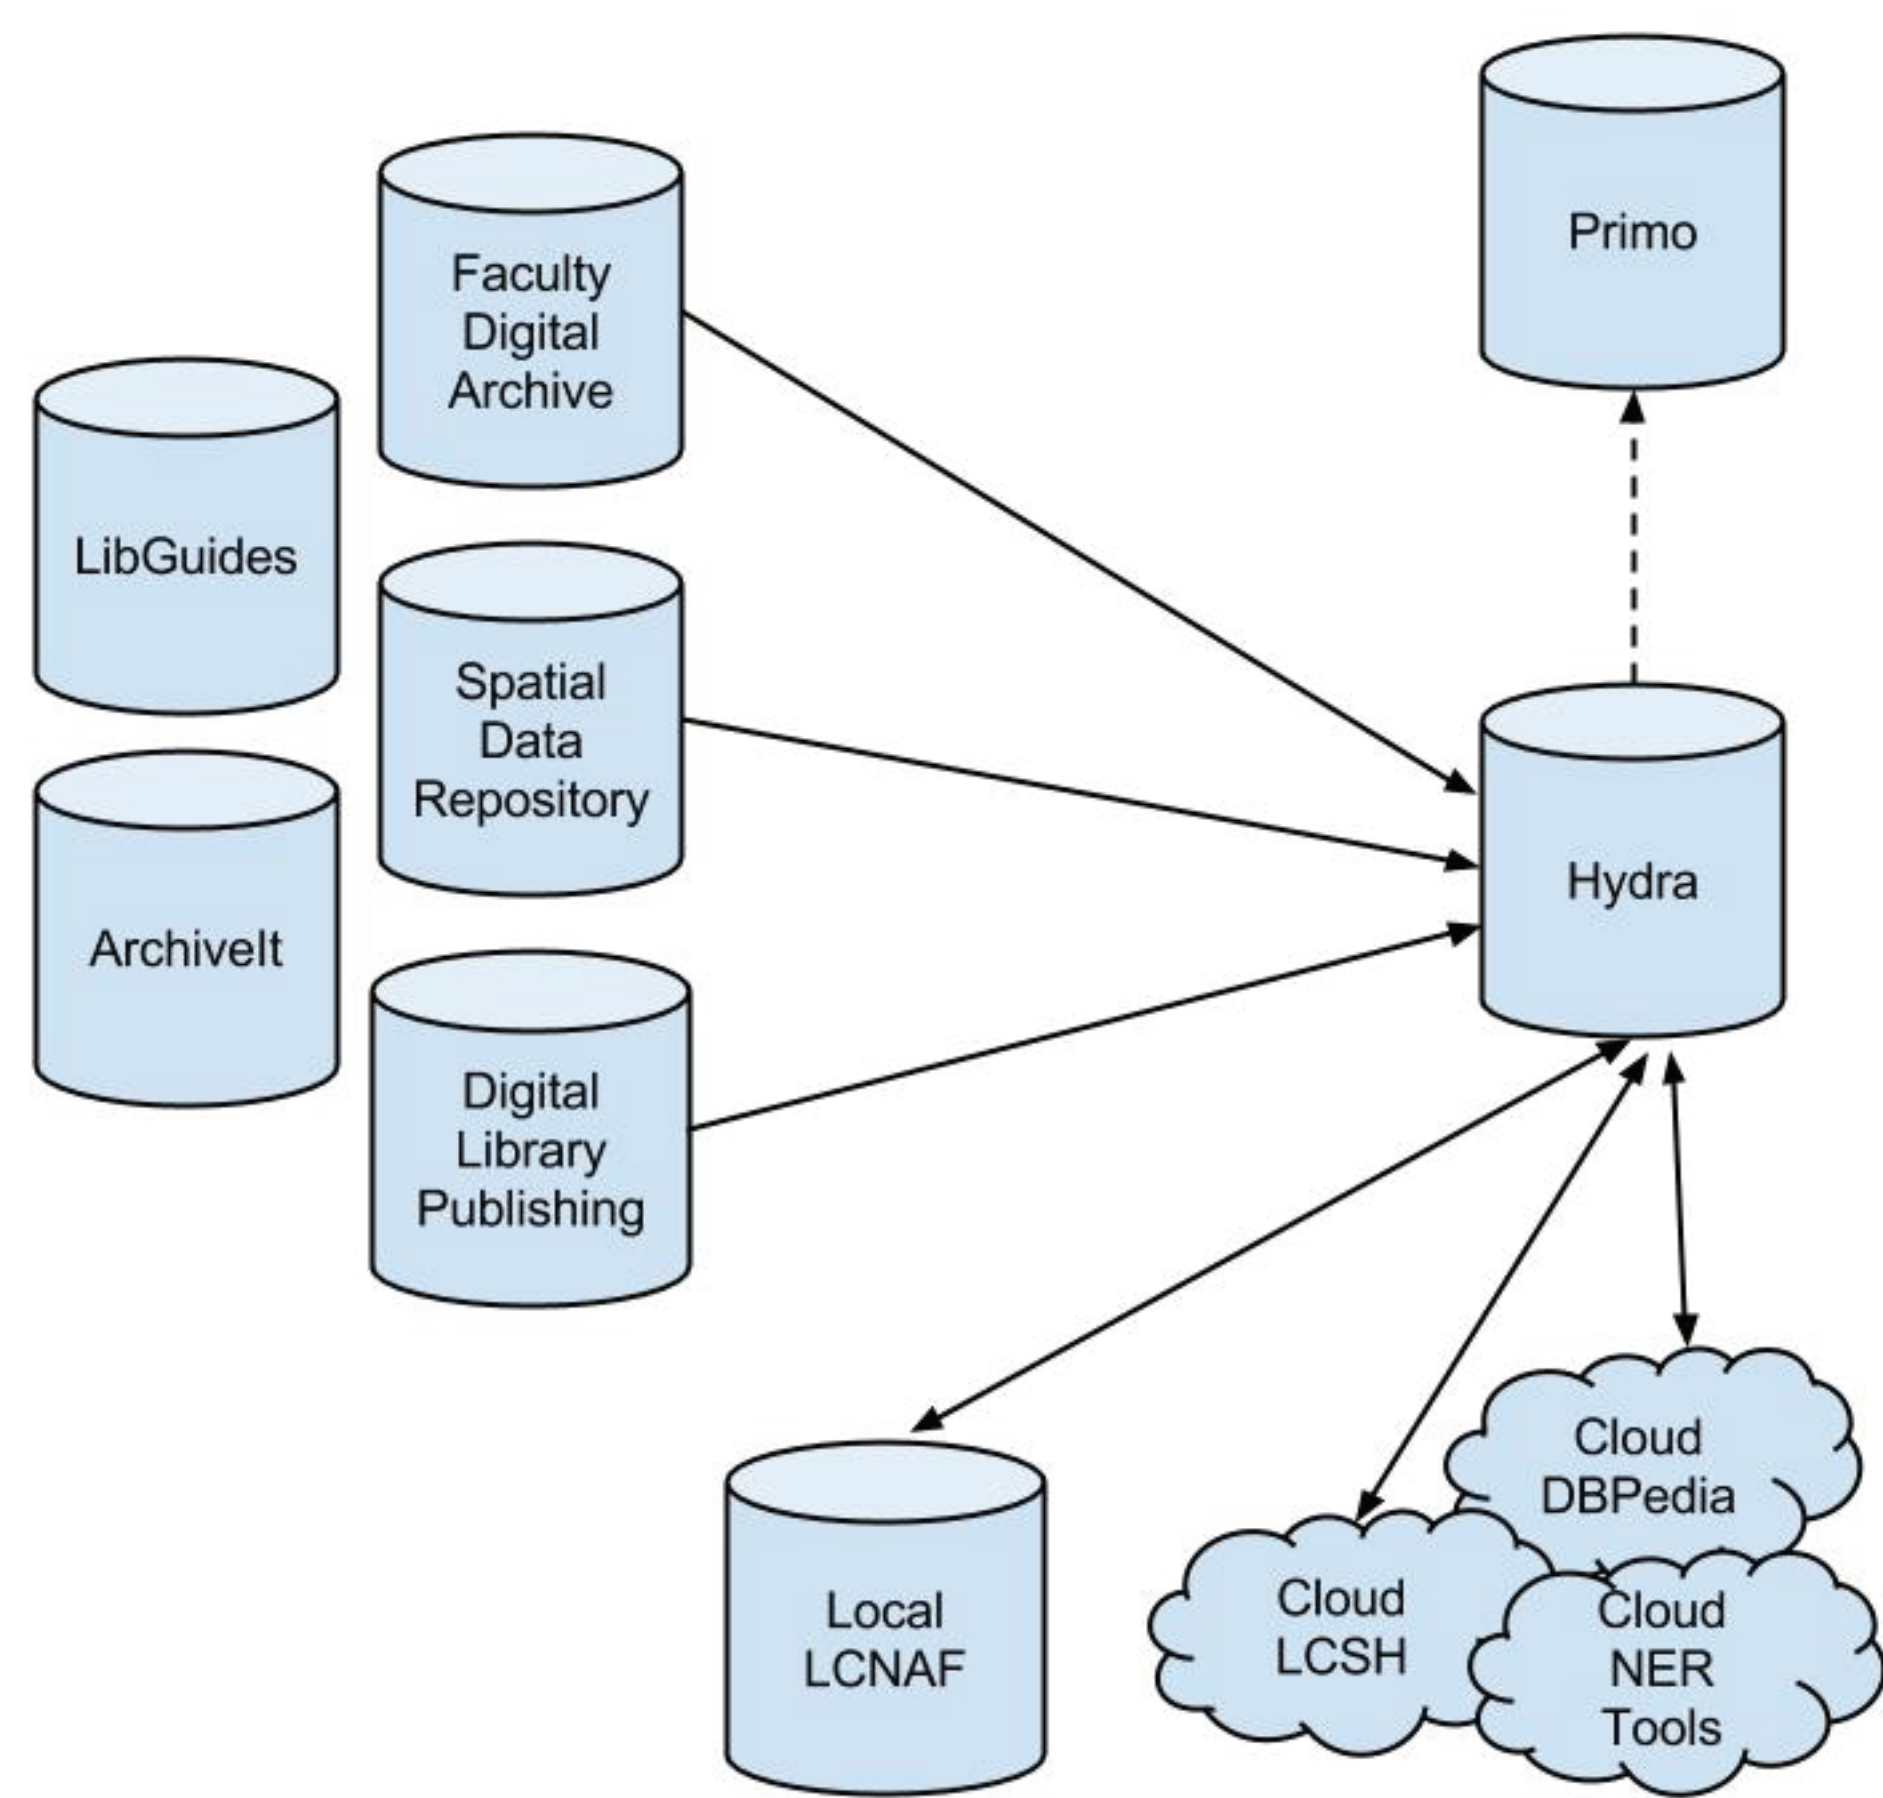 Primo
Faculty
Digital
Archive
LibGuides
Spatial
Data
Repository
Hydra
ArchiveIt
Digital
Library
Publishing
Cloud
DBPedia
Local
LCNAF
Cloud
LCSH
Cloud
NER
Tools